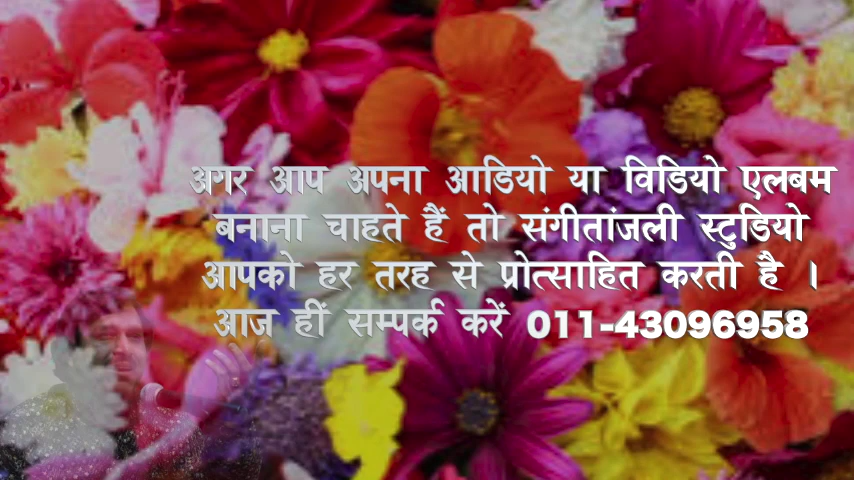 अगर आप अपना आडियो या विडियो एलबम
बनाना चाहते हैं तो संगीतांजली स्टुडियो
आपको हर तरह से प्रोत्साहित करती है ।
आज हीं सम्पर्क करें 011-43096958